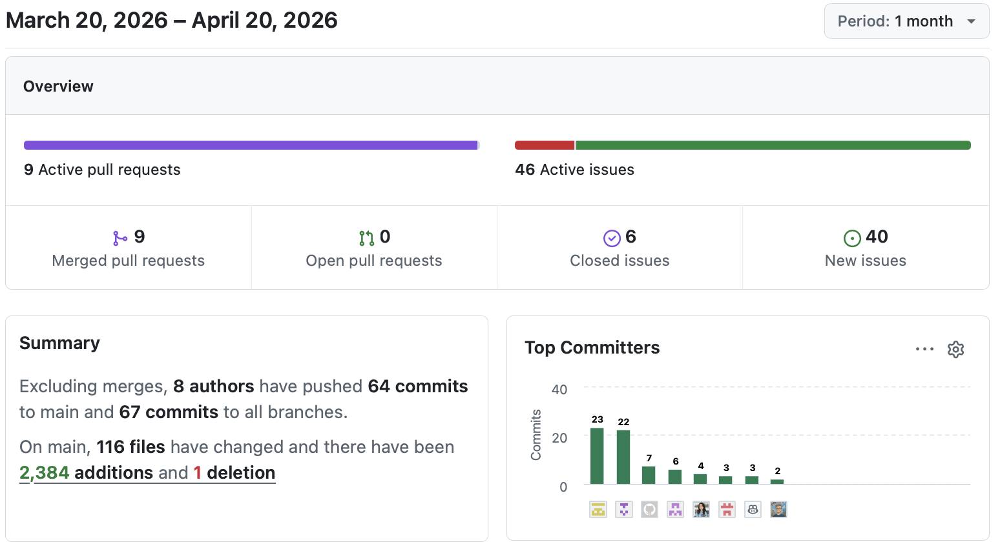 March 20, 2026 – April 20, 2026
Period: 1 month
Overview
9 Active pull requests
46 Active issues
9
Merged pull requests
0
Open pull requests
6
Closed issues
40
New issues
Summary
Excluding merges, 8 authors have pushed 64 commits
to main and 67 commits to all branches.
On main, 116 files have changed and there have been
2,384 additions and 1 deletion
Top Committers
Commits
40
20
0
23
22
7
6
4
3
3
2